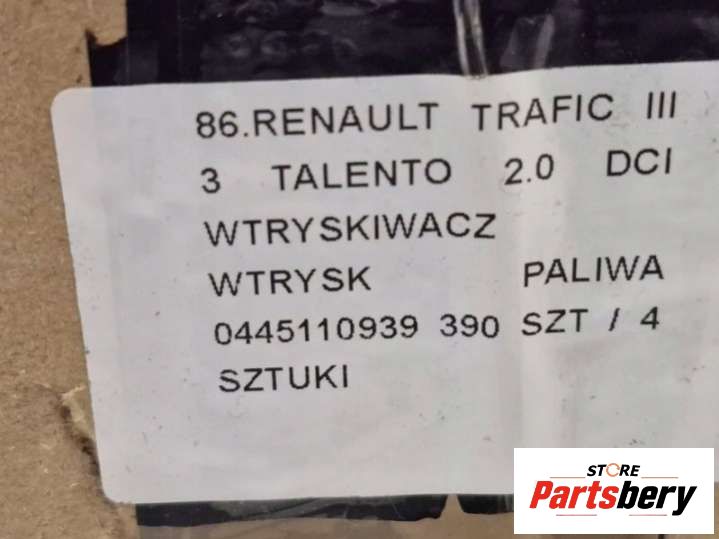 86.RENAULT TRAFIC III
3 TALENTO 2.0 DCI
WTRYSKIWACZ
WTRYSK PALIWA
0445110939 390 SZT / 4
SZTUKI
STORE
Partsbery